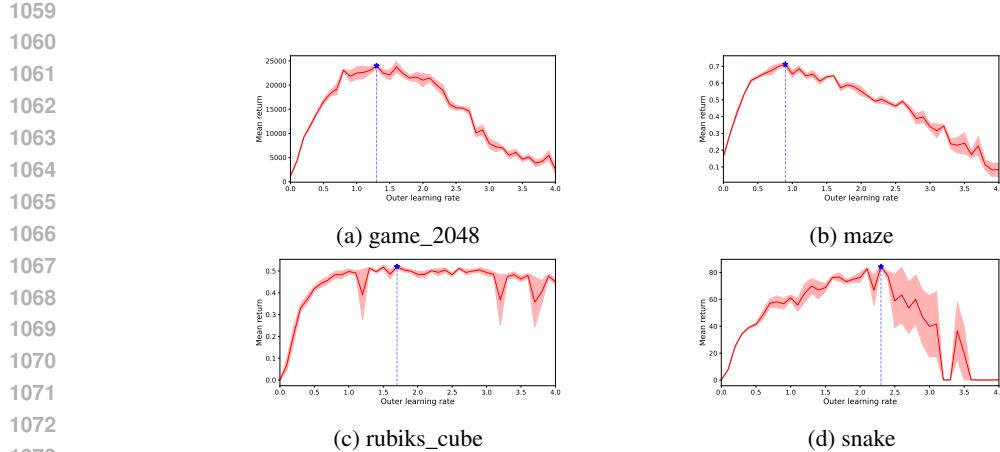 1059
1060
1061
1062
1063
1064
1065
1066
1067
1068
1069
1070
1071
1072
25000
20000
15000
10000
5000
0
Mean return
0.0 0.5 1.0 1.5 2.0 2.5 3.0 3.5 4.0
Outer learning rate
(a) game_2048
0.7
0.6
0.5
0.4
0.3
0.2
0.1
Mean return
0.0 0.5 1.0 1.5 2.0 2.5 3.0 3.5
Outer learning rate
(b) maze
0.5
0.4
0.3
0.2
0.1
0.0
Mean return
0.0 0.5 1.0 1.5 2.0 2.5 3.0 3.5 4.0
Outer learning rate
(c) rubiks_cube
80
60
40
20
0
Mean return
0.0 0.5 1.0 1.5 2.0 2.5 3.0 3.5
Outer learning rate
(d) snake